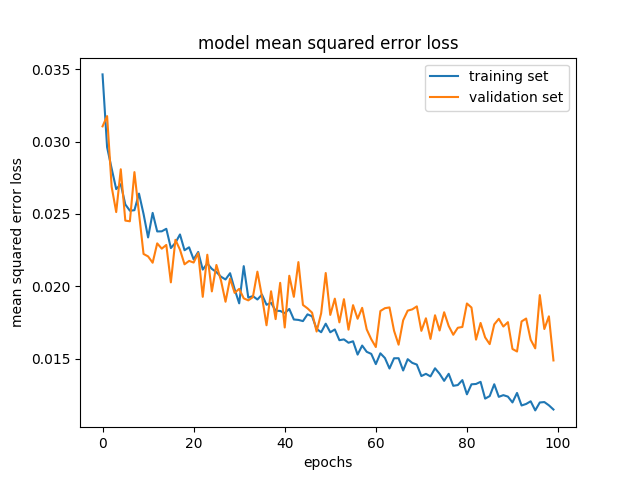 model mean squared error loss
training set
validation set
mean squared error loss
0.035
0.030
0.025
0.020
0.015
0 20 40 60 80 100
epochs